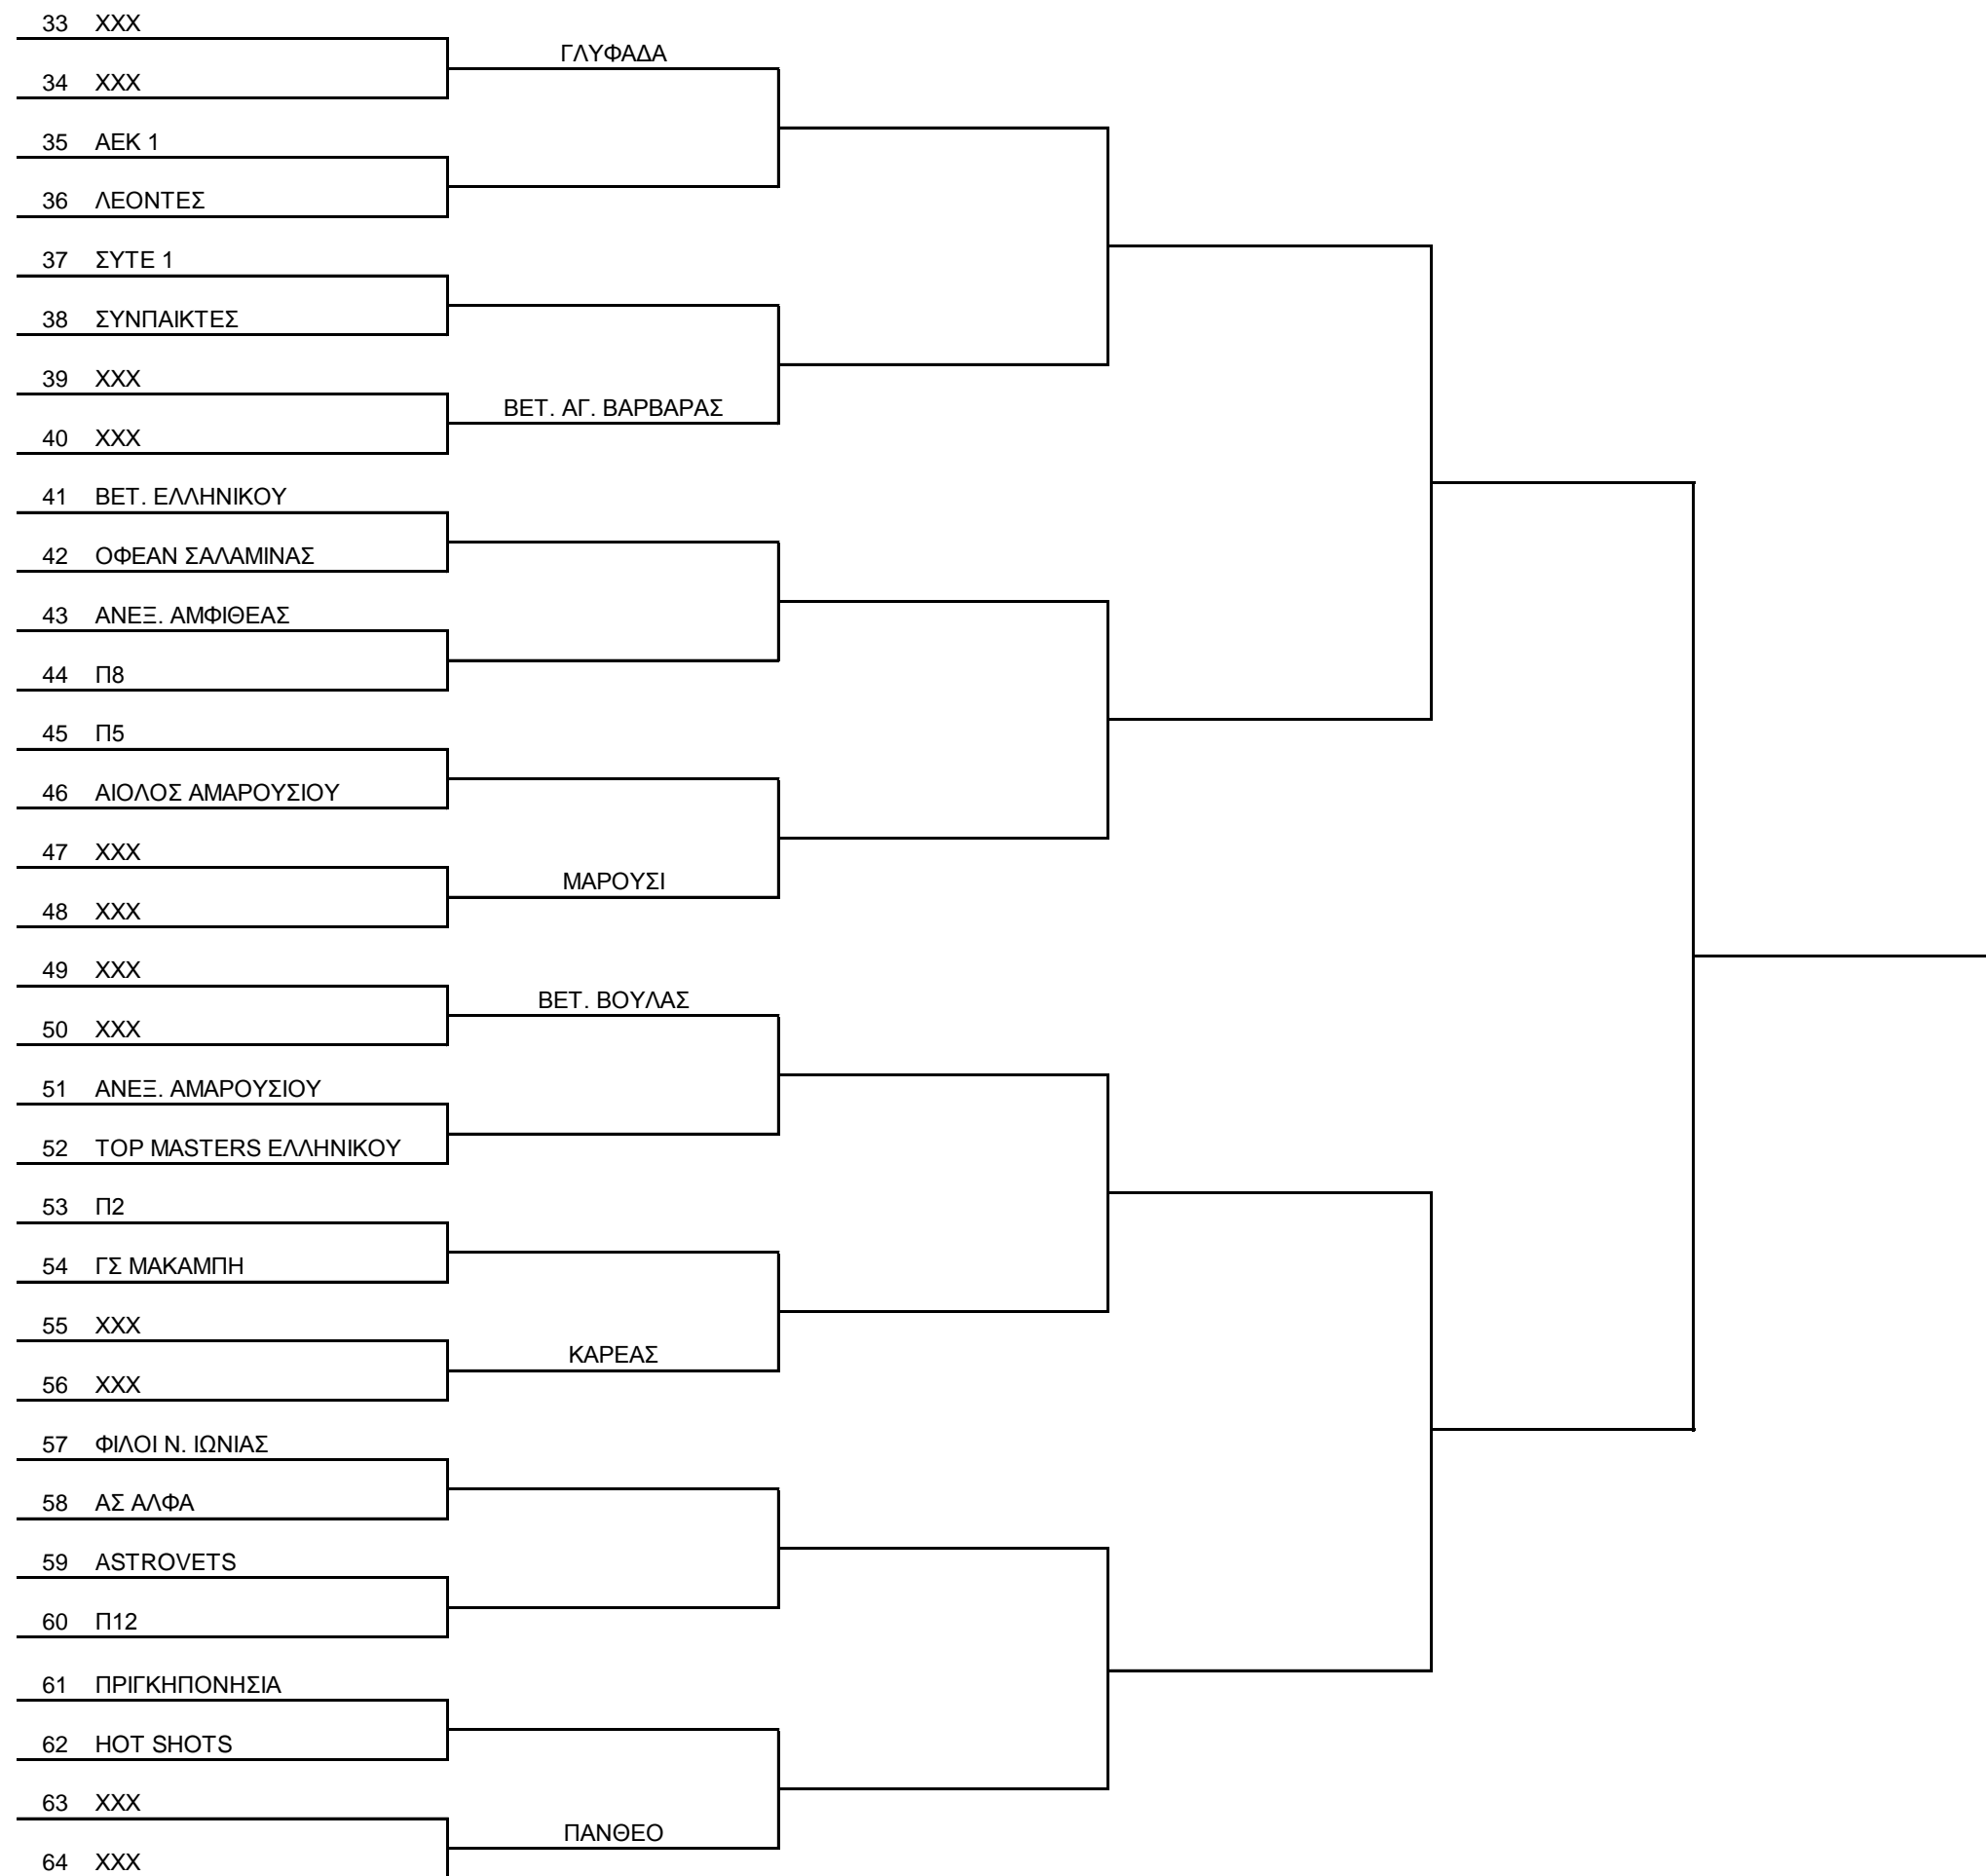 33 XXX
ΓΛΥΦΑΔΑ
34 XXX
35 ΑΕΚ 1
36 ΛΕΟΝΤΕΣ
37 ΣΥΤΕ 1
38 ΣΥΝΠΑΙΚΤΕΣ
39 XXX
ΒΕΤ. ΑΓ. ΒΑΡΒΑΡΑΣ
40 XXX
41 ΒΕΤ. ΕΛΛΗΝΙΚΟΥ
42 ΟΦΕΑΝ ΣΑΛΑΜΙΝΑΣ
43 ΑΝΕΞ. ΑΜΦΙΘΕΑΣ
44 Π8
45 Π5
46 ΑΙΟΛΟΣ ΑΜΑΡΟΥΣΙΟΥ
47 XXX
ΜΑΡΟΥΣΙ
48 XXX
49 XXX
ΒΕΤ. ΒΟΥΛΑΣ
50 XXX
51 ΑΝΕΞ. ΑΜΑΡΟΥΣΙΟΥ
52 TOP MASTERS ΕΛΛΗΝΙΚΟΥ
53 Π2
54 ΓΣ ΜΑΚΑΜΠΗ
55 XXX
ΚΑΡΕΑΣ
56 XXX
57 ΦΙΛΟΙ Ν. ΙΩΝΙΑΣ
58 ΑΣ ΑΛΦΑ
59 ASTROVETS
60 Π12
61 ΠΡΙΓΚΗΠΟΝΗΣΙΑ
62 HOT SHOTS
63 XXX
ΠΑΝΘΕΟ
64 XXX